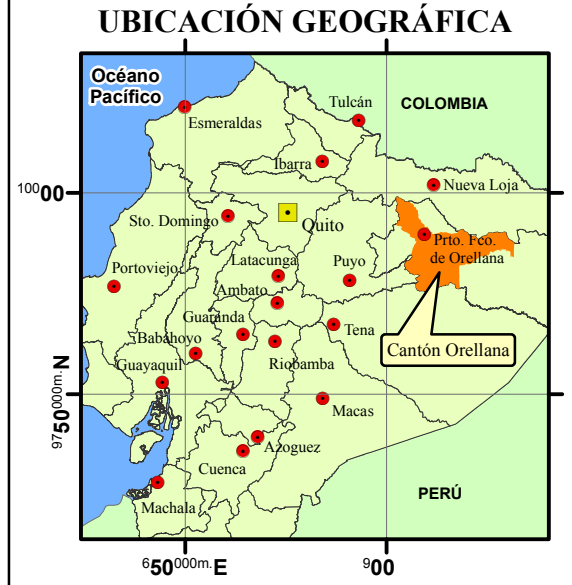 UBICACIÓN GEOGRÁFICA
Océano
Pacífico
Esmeraldas
Tulcán
COLOMBIA
Ibarra
Nueva Loja
10000
Sto. Domingo
Quito
Prto. Fco.
de Orellana
Latacunga
Puyo
Portoviejo
Ambato
Guaranda
Tena
Babahoyo
Riobamba
Cantón Orellana
Guayaquil
9750000m.N
Macas
Azoguez
Cuenca
PERÚ
Machala
650000m.E
900